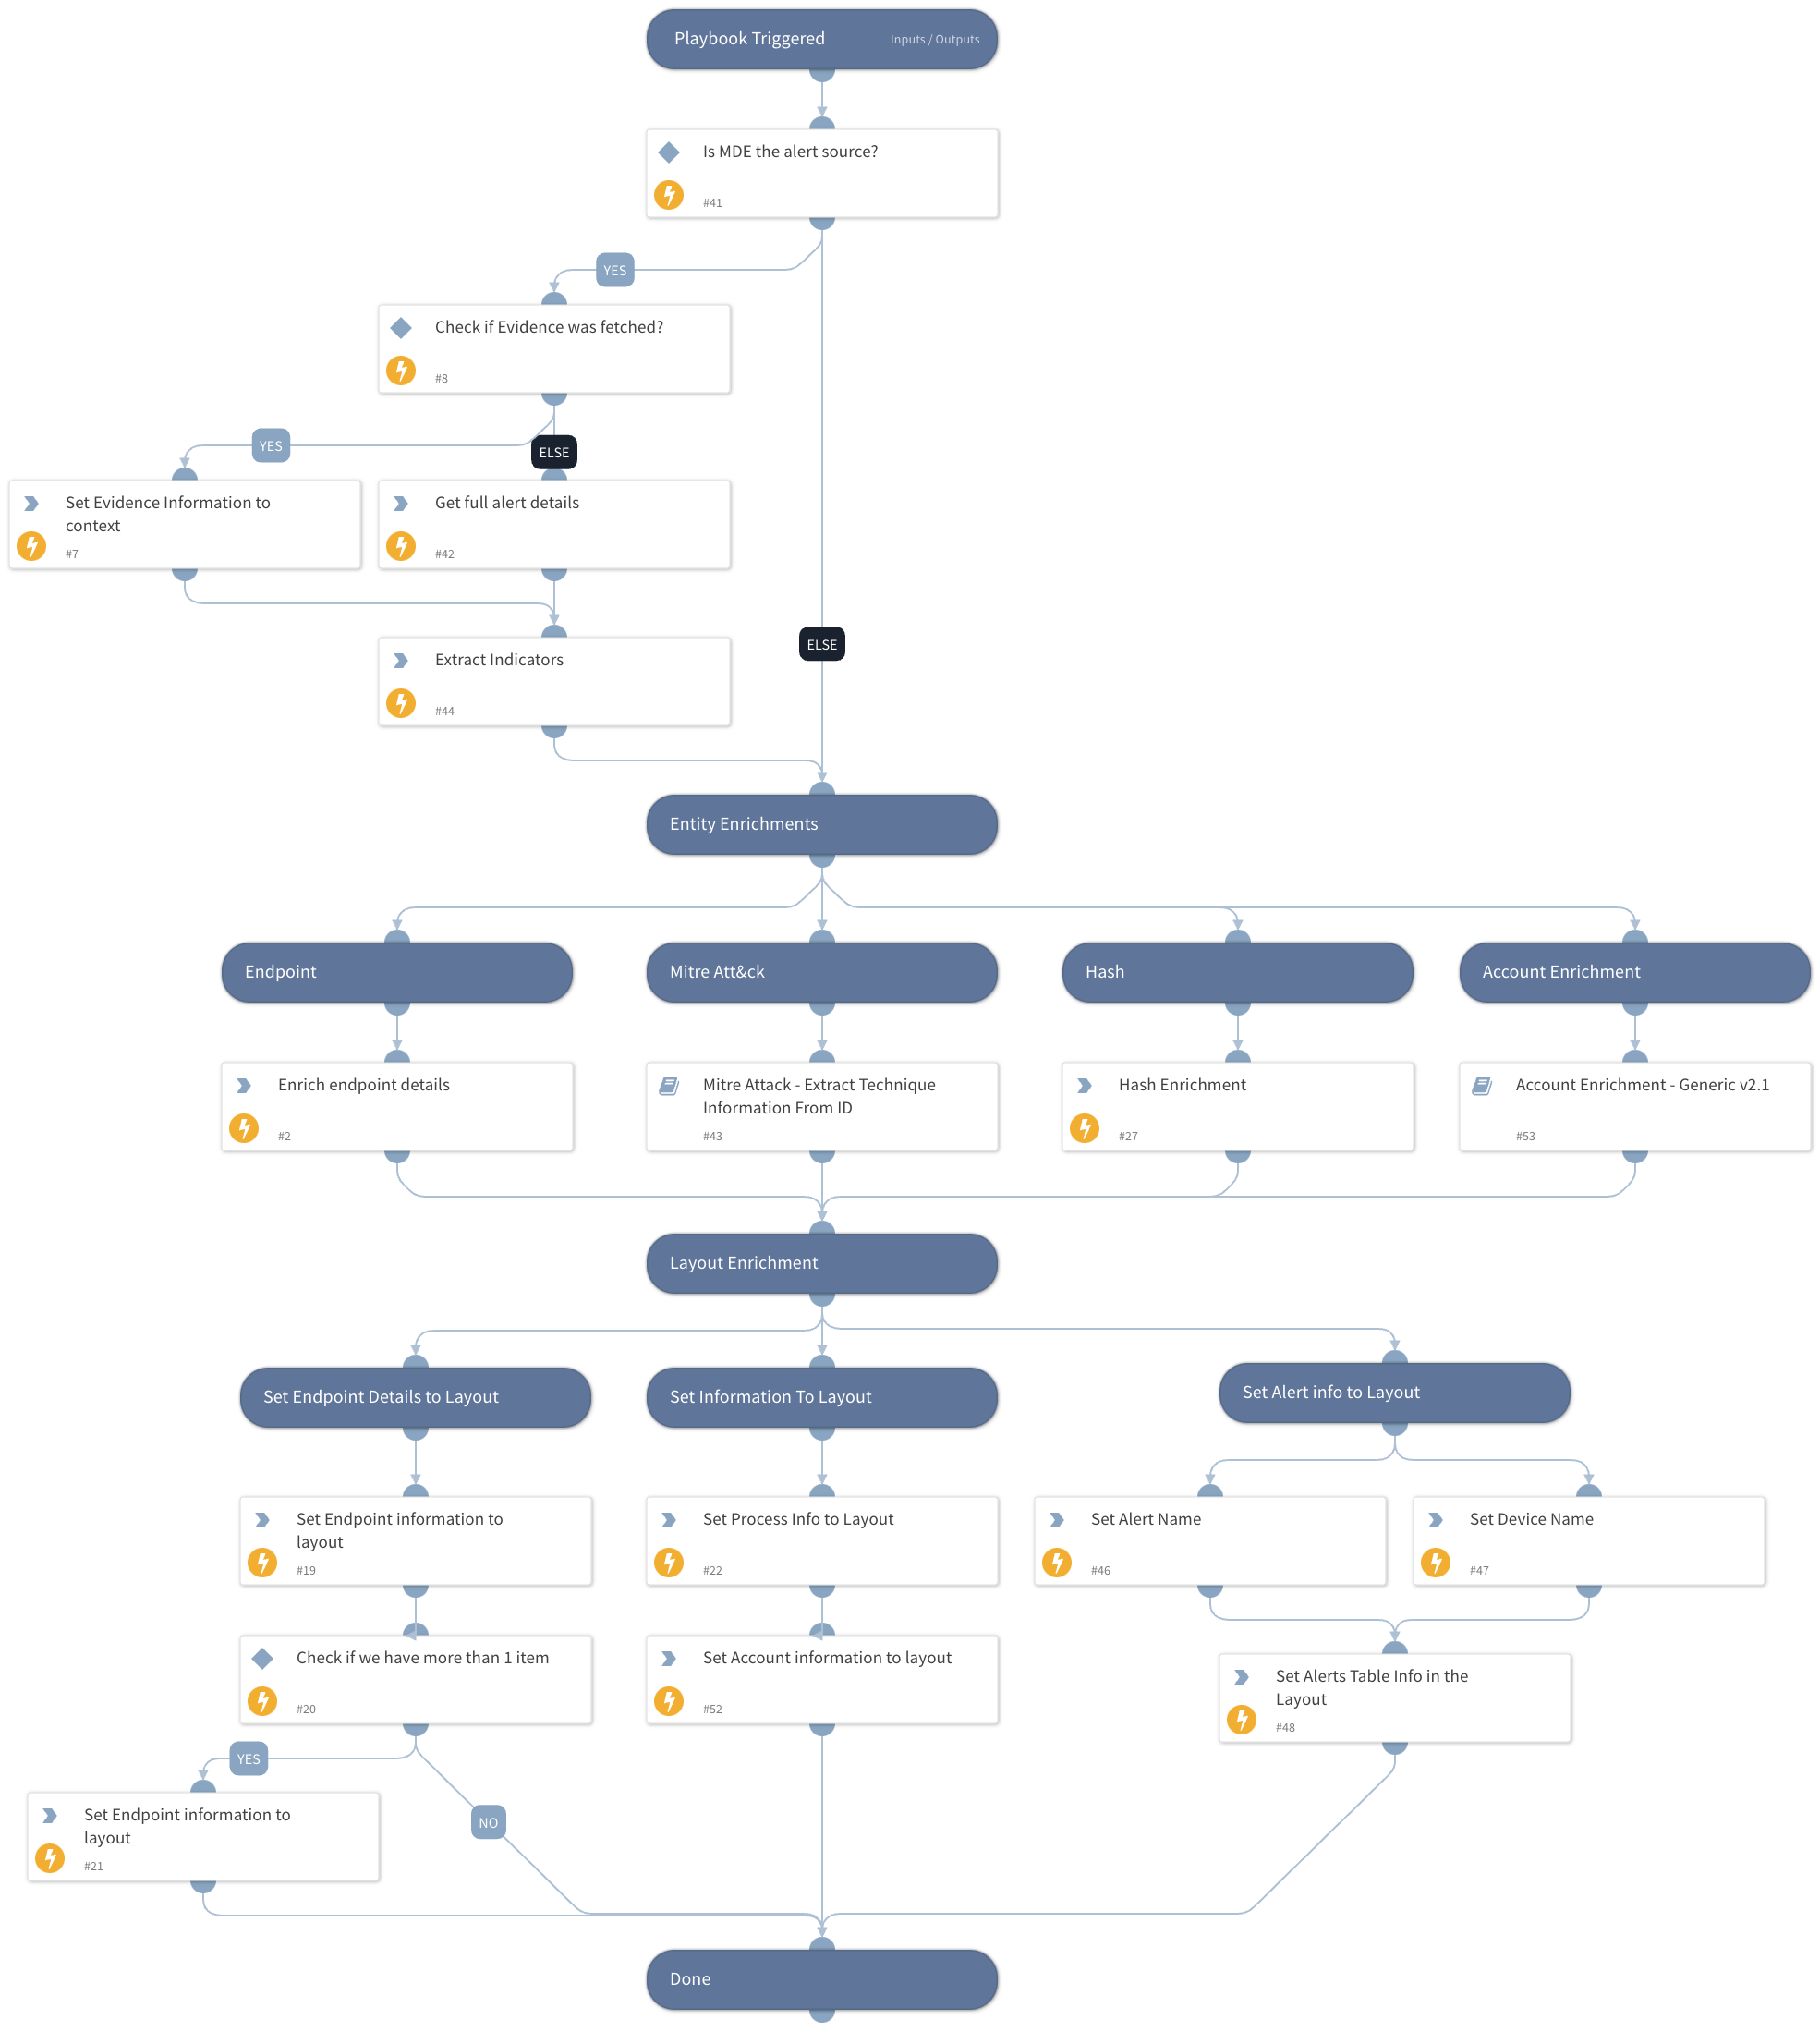 Playbook Triggered
Inputs / Outputs
Is MDE the alert source?
#41
YES
Check if Evidence was fetched?
#8
YES
ELSE
Set Evidence Information to
context
#7
Get full alert details
#42
ELSE
Extract Indicators
#44
Entity Enrichments
Endpoint
Mitre Att&ck
Hash
Account Enrichment
Enrich endpoint details
#2
Mitre Attack - Extract Technique
Information From ID
#43
Hash Enrichment
#27
Account Enrichment - Generic v2.1
#53
Layout Enrichment
Set Endpoint Details to Layout
Set Information To Layout
Set Alert info to Layout
Set Endpoint information to
layout
#19
Set Process Info to Layout
#22
Set Alert Name
#46
Set Device Name
#47
Check if we have more than 1 item
#20
Set Account information to layout
#52
Set Alerts Table Info in the
Layout
#48
YES
NO
Set Endpoint information to
layout
#21
Done